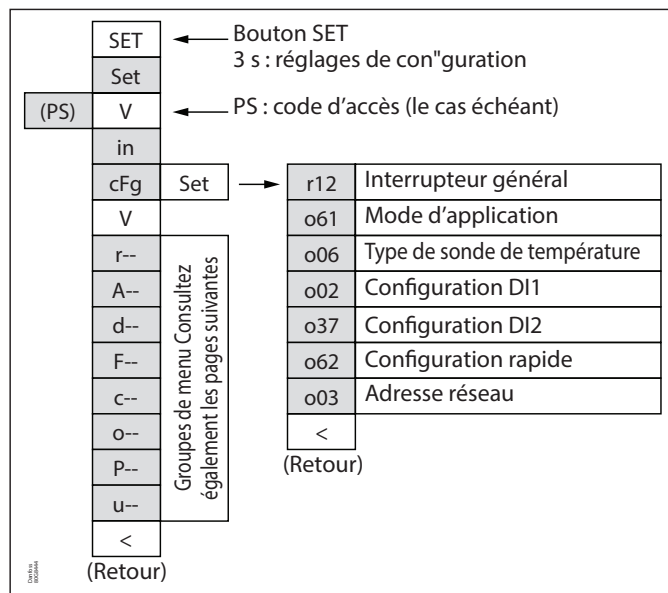 SET
Bouton SET
3 s : réglages de con"guration
Set
(PS)
V
PS : code d'accès (le cas échéant)
in
cFg
Set
V
r--
A--
d--
F--
c--
o--
P--
u--
<
(Retour)
Groupes de menu Consultez
également les pages suivantes
r12 Interrupteur général
o61 Mode d'application
o06 Type de sonde de température
o02 Configuration DI1
o37 Configuration DI2
o62 Configuration rapide
o03 Adresse réseau
<
(Retour)
Danfoss